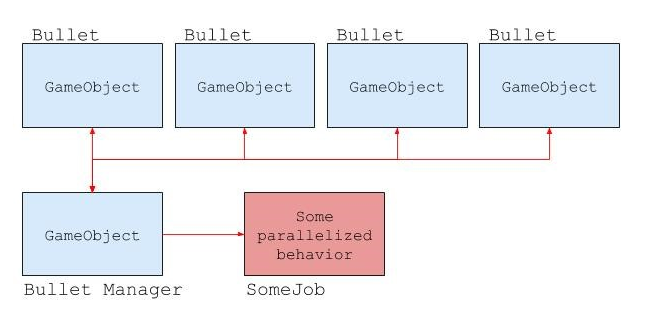 Bullet Bullet Bullet Bullet
GameObject GameObject GameObject GameObject
GameObject
Some
parallelized
behavior
Bullet Manager
SomeJob